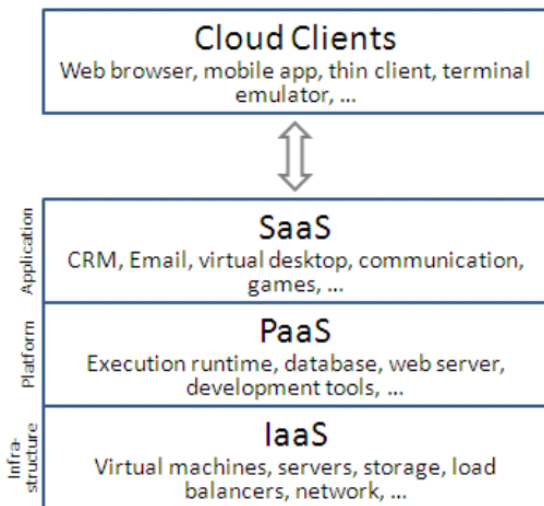 Cloud Clients
Web browser, mobile app, thin client, terminal
emulator, ...
Application
SaaS
CRM, Email, virtual desktop, communication,
games, ...
Platform
PaaS
Execution runtime, database, web server,
development tools, ...
Infra-
structure
IaaS
Virtual machines, servers, storage, load
balancers, network, ...